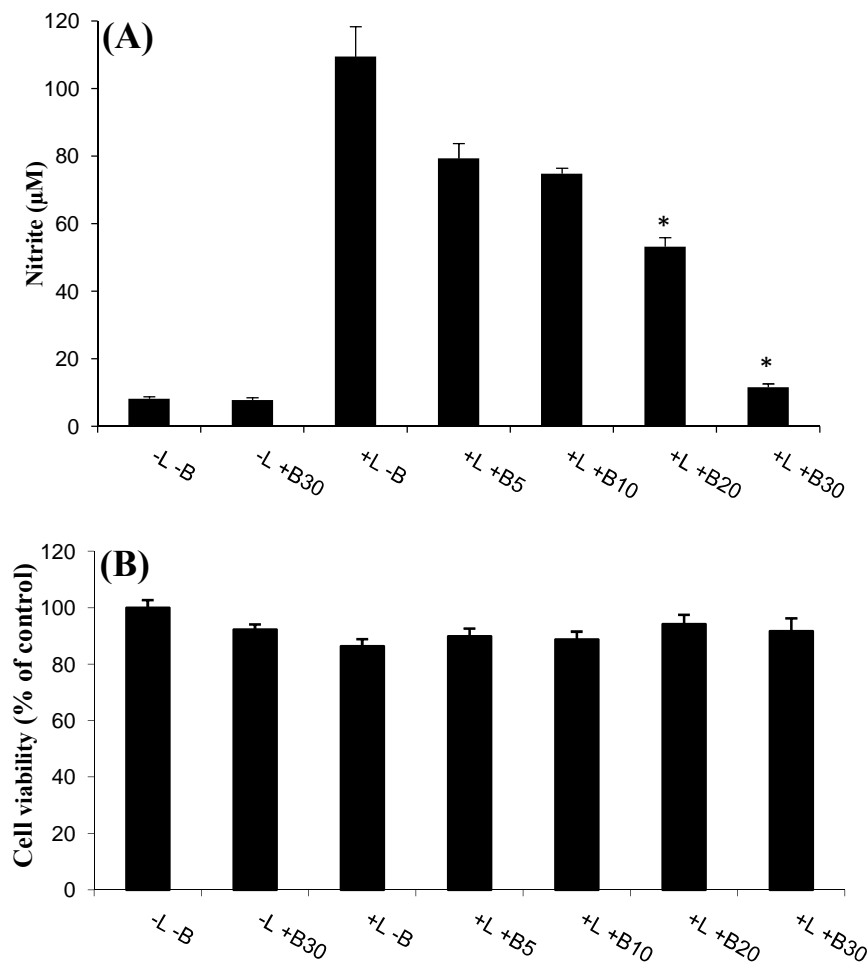 (A)
Nitrite (µM)
120
100
80
60
40
20
0
*
*
-L -B
-L +B30
+L -B
+L +B5
+L +B10
+L +B20
+L +B30
(B)
Cell viability (% of control)
120
100
80
60
40
20
0
-L -B
-L +B30
+L -B
+L +B5
+L +B10
+L +B20
+L +B30